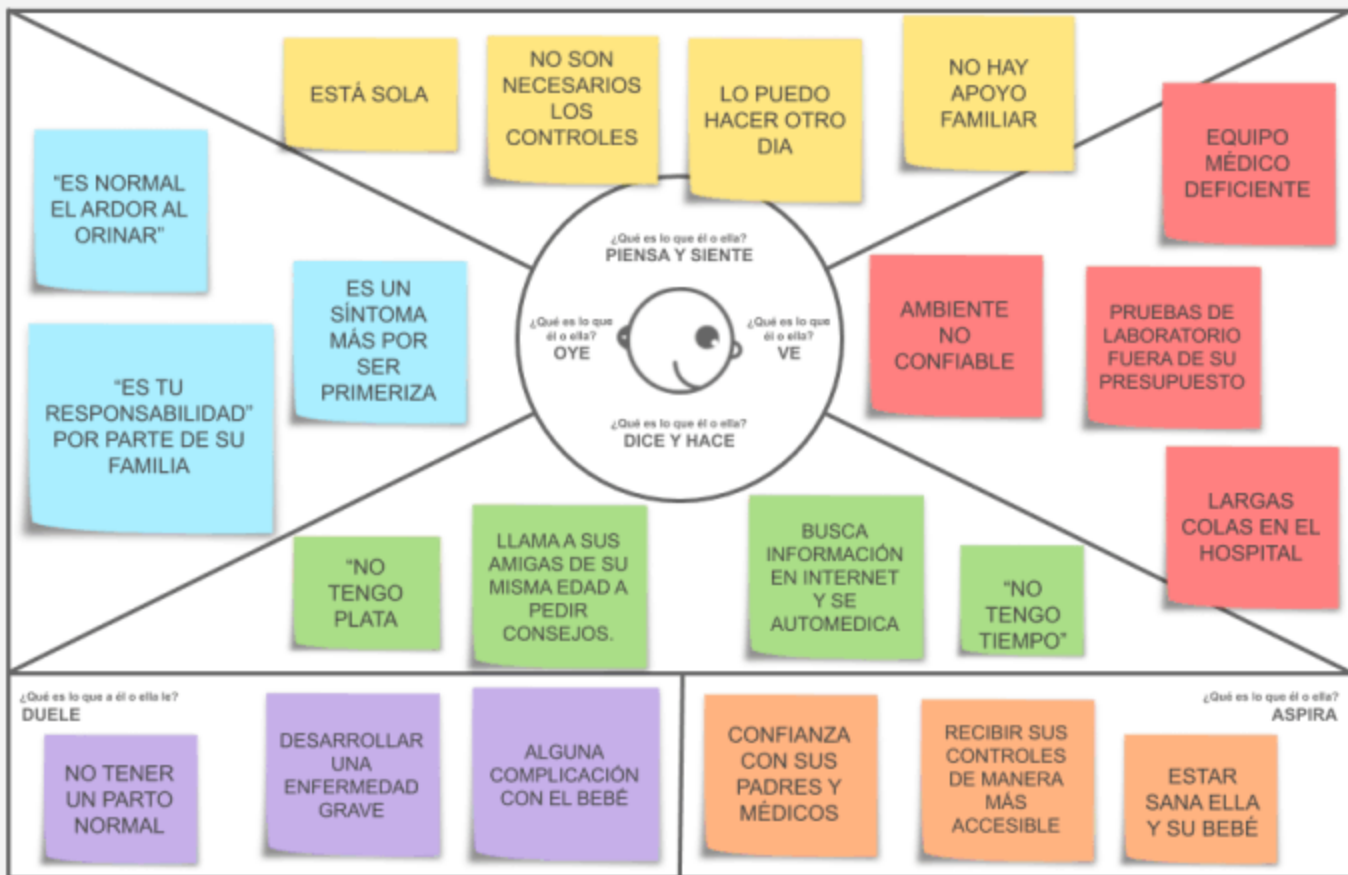 ESTÁ SOLA
NO SON
NECESARIOS
LOS
CONTROLES
LO PUEDO
HACER OTRO
DIA
NO HAY
APOYO
FAMILIAR
"ES NORMAL
EL ARDOR AL
ORINAR"
ES UN
SÍNTOMA
MÁS POR
SER
PRIMERIZA
"ES TU
RESPONSABILIDAD"
POR PARTE DE SU
FAMILIA
¿Qué es lo que él o ella?
PIENSA Y SIENTE
¿Qué es lo que
él o ella?
OYE
¿Qué es lo que
él o ella?
VE
¿Qué es lo que él o ella?
DICE Y HACE
EQUIPO
MÉDICO
DEFICIENTE
AMBIENTE
NO
CONFIABLE
PRUEBAS DE
LABORATORIO
FUERA DE SU
PRESUPUESTO
LARGAS
COLAS EN EL
HOSPITAL
"NO
TENGO
PLATA
LLAMA A SUS
AMIGAS DE SU
MISMA EDAD A
PEDIR
CONSEJOS.
BUSCA
INFORMACIÓN
EN INTERNET
Y SE
AUTOMEDICA
"NO
TENGO
TIEMPO"
¿Qué es lo que a él o ella le?
DUELE
NO TENER
UN PARTO
NORMAL
DESARROLLAR
UNA
ENFERMEDAD
GRAVE
ALGUNA
COMPLICACIÓN
CON EL BEBÉ
¿Qué es lo que él o ella?
ASPIRA
CONFIANZA
CON SUS
PADRES Y
MÉDICOS
RECIBIR SUS
CONTROLES
DE MANERA
MÁS
ACCESIBLE
ESTAR
SANA ELLA
Y SU BEBÉ